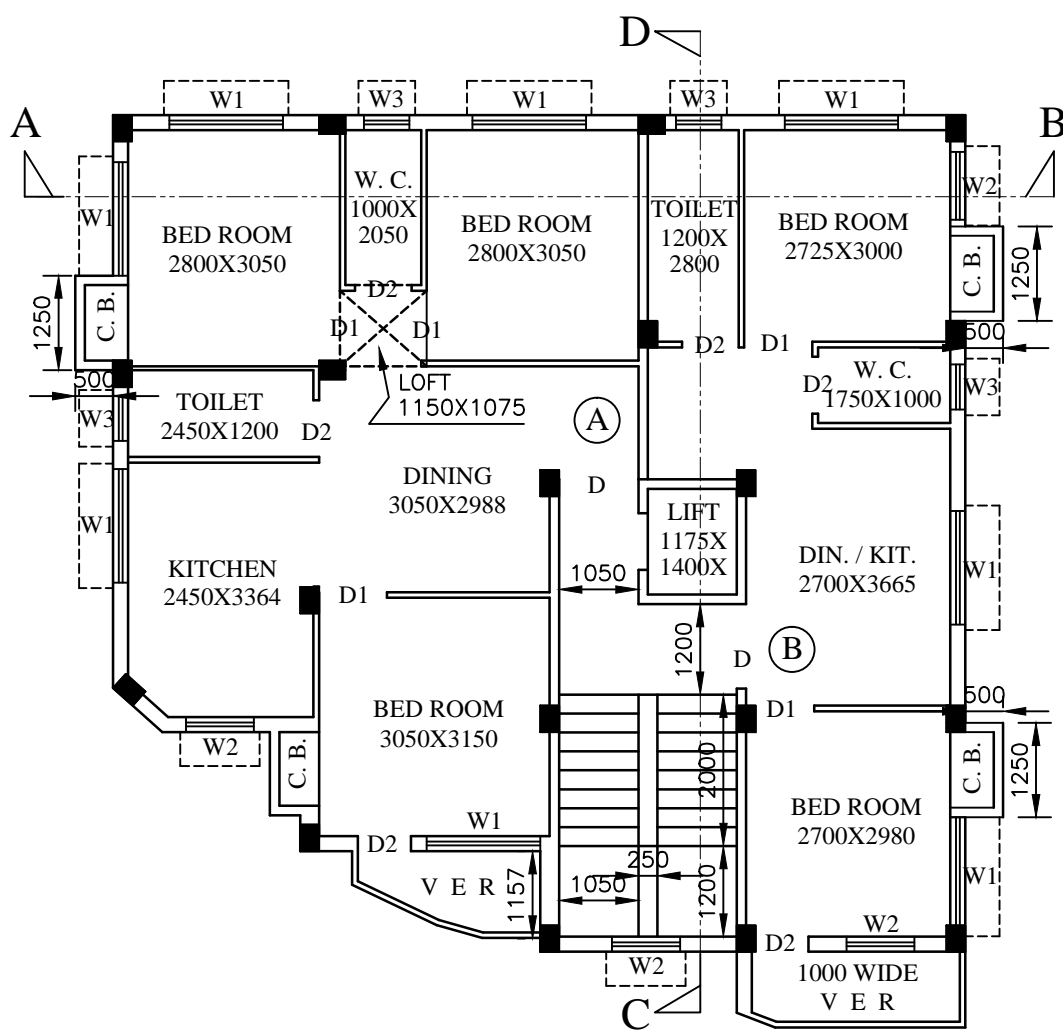 D
W1
W3
W1
W3
W1
A
B
W. C.
1000X
2050
TOILET
1200X
2800
W1
W2
BED ROOM
2800X3050
BED ROOM
2800X3050
BED ROOM
2725X3000
C. B.
1250
C. B.
1250
D2
D1
D1
D2
D1
500
500
LOFT
1150X1075
W. C.
1750X1000
D2
W3
W3
TOILET
2450X1200
D2
A
DINING
3050X2988
D
W1
LIFT
1175X
1400X
DIN. / KIT.
2700X3665
W1
KITCHEN
2450X3364
1050
D1
1200
B
D
D1
500
BED ROOM
3050X3150
W2
C. B.
2000
C. B.
1250
BED ROOM
2700X2980
W1
D2
W1
V E R
1157
250
1050
1200
W2
D2
W2
1000 WIDE
V E R
C